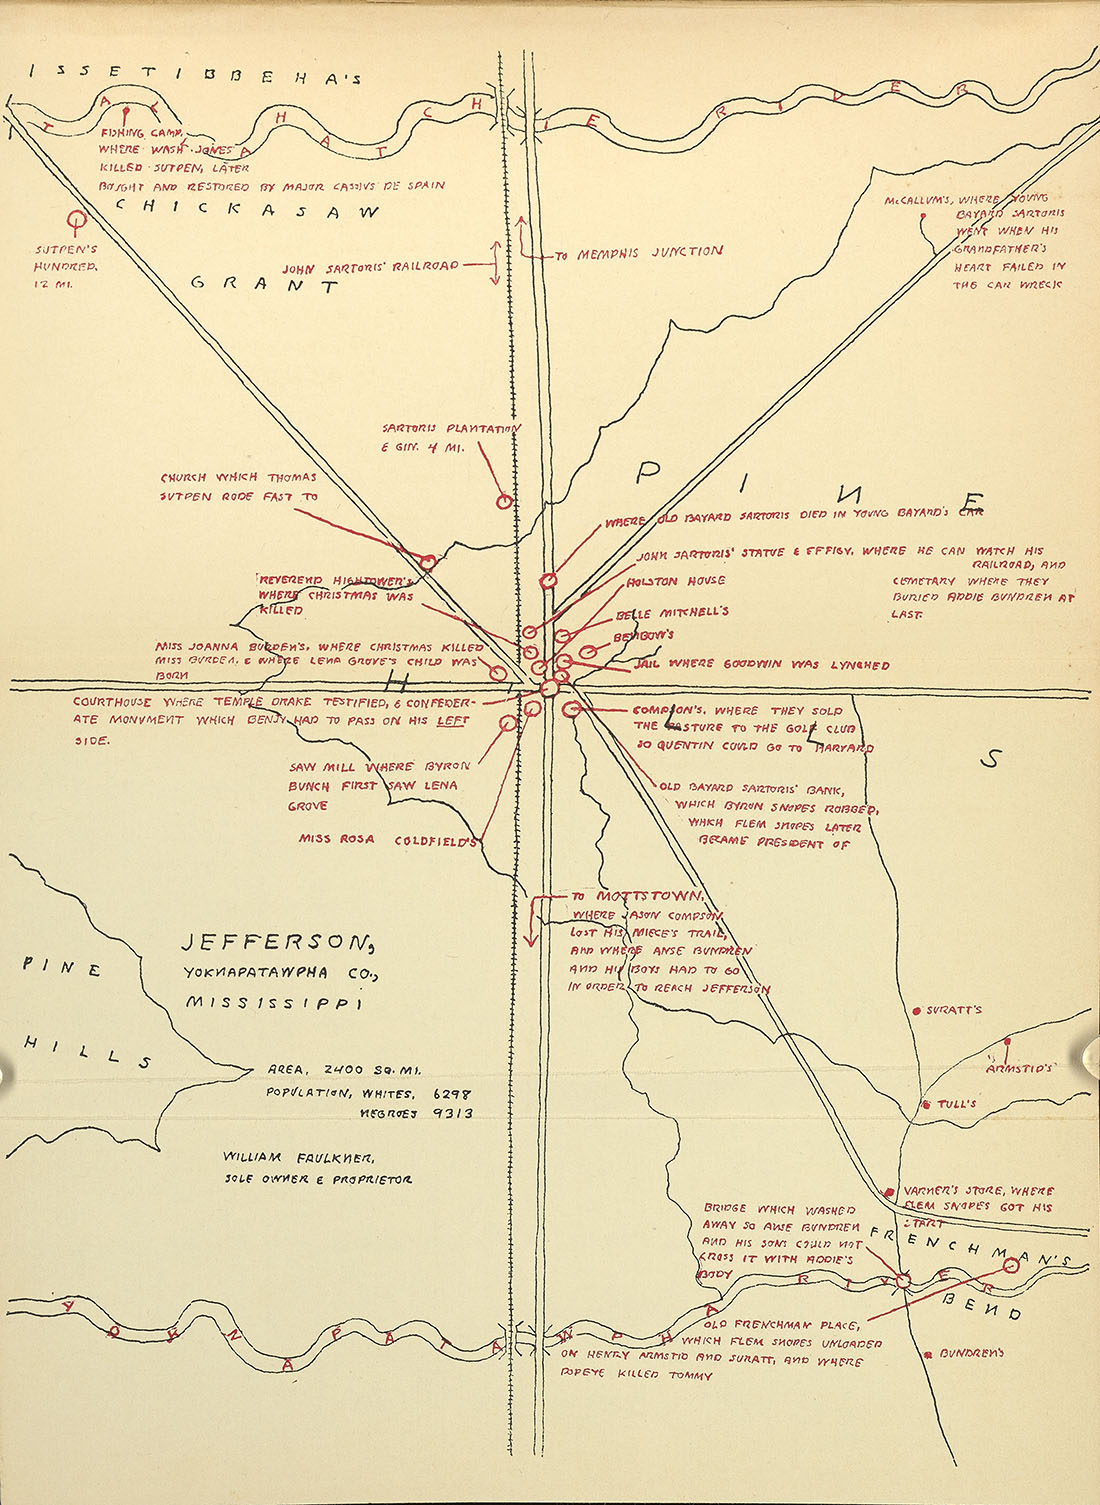 ISSETIBBEHA'S
TALLAHATCHIE RIVER
FISHING CAMP,
WHERE WASH JONES
KILLED SUTPEN, LATER
BOUGHT AND RESTORED BY MAJOR CASSIUS DE SPAIN
CHICKASAW
GRANT
SUTPEN'S
HUNDRED,
12 MI.
JOHN SARTORIS' RAILROAD
TO MEMPHIS JUNCTION
McCALLUM'S, WHERE YOUNG
BAYARD SARTORIS
WENT WHEN HIS
GRANDFATHER'S
HEART FAILED IN
THE CAR WRECK
SARTORIS PLANTATION
& GIN. 4 MI.
CHURCH WHICH THOMAS
SUTPEN RODE FAST TO
PINE
HILLS
WHERE OLD BAYARD SARTORIS DIED IN YOUNG BAYARD'S CAR
JOHN SARTORIS' STATUE & EFFIGY, WHERE HE CAN WATCH HIS
RAILROAD, AND
CEMETARY WHERE THEY
BURIED ADDIE BUNDREN AT
LAST.
REVEREND HIGHTOWER'S,
WHERE CHRISTMAS WAS
KILLED
HOLSTON HOUSE
BELLE MITCHELL'S
BENBOW'S
JAIL WHERE GOODWIN WAS LYNCHED
MISS JOANNA BURDEN'S, WHERE CHRISTMAS KILLED
MISS BURDEN, & WHERE LENA GROVE'S CHILD WAS
BORN
COURTHOUSE WHERE TEMPLE DRAKE TESTIFIED, & CONFEDER-
ATE MONUMENT WHICH BENJY HAD TO PASS ON HIS LEFT
SIDE.
COMPSON'S, WHERE THEY SOLD
THE PASTURE TO THE GOLF CLUB
SO QUENTIN COULD GO TO HARVARD
SAW MILL WHERE BYRON
BUNCH FIRST SAW LENA
GROVE
MISS ROSA COLDFIELD'S
OLD BAYARD SARTORIS' BANK,
WHICH BYRON SNOPES ROBBED,
WHICH FLEM SNOPES LATER
BECAME PRESIDENT OF
TO MOTTSTOWN,
WHERE JASON COMPSON
LOST HIS NIECE'S TRAIL,
AND WHERE ANSE BUNDREN
AND HIS BOYS HAD TO GO
IN ORDER TO REACH JEFFERSON
JEFFERSON,
YOKNAPATAWPHA CO.,
MISSISSIPPI
PINE
HILLS
AREA, 2400 SQ. MI.
POPULATION, WHITES, 6298
NEGROES 9313
WILLIAM FAULKNER,
SOLE OWNER & PROPRIETOR
SURATT'S
ARMSTID'S
TULL'S
VARNER'S STORE, WHERE
FLEM SNOPES GOT HIS
START
BRIDGE WHICH WASHED
AWAY SO ANSE BUNDREN
AND HIS SONS COULD NOT
CROSS IT WITH ADDIE'S
BODY
FRENCHMAN'S
BEND
YOKNAPATAWPHA RIVER
OLD FRENCHMAN PLACE,
WHICH FLEM SNOPES UNLOADED
ON HENRY ARMSTID AND SURATT, AND WHERE
POPEYE KILLED TOMMY
BUNDREN'S